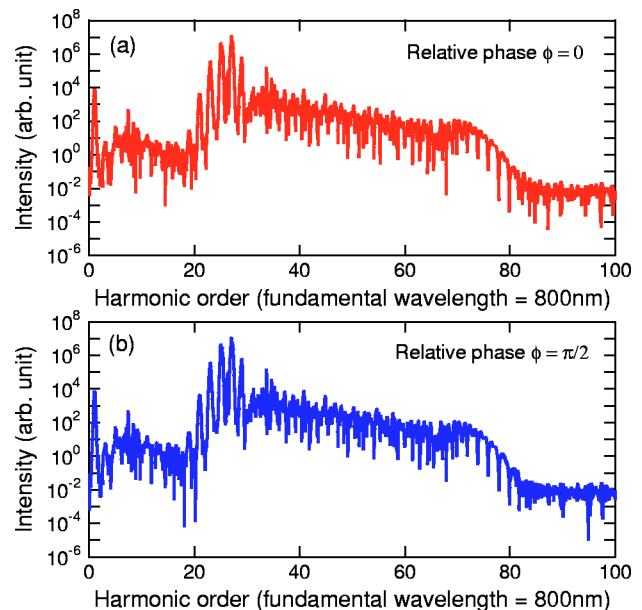 (a)
Relative phase ϕ = 0
Intensity (arb. unit)
10^8
10^6
10^4
10^2
10^0
10^-2
10^-4
10^-6
0 20 40 60 80 100
Harmonic order (fundamental wavelength = 800nm)
(b)
Relative phase ϕ = π/2
Intensity (arb. unit)
10^8
10^6
10^4
10^2
10^0
10^-2
10^-4
10^-6
0 20 40 60 80 100
Harmonic order (fundamental wavelength = 800nm)